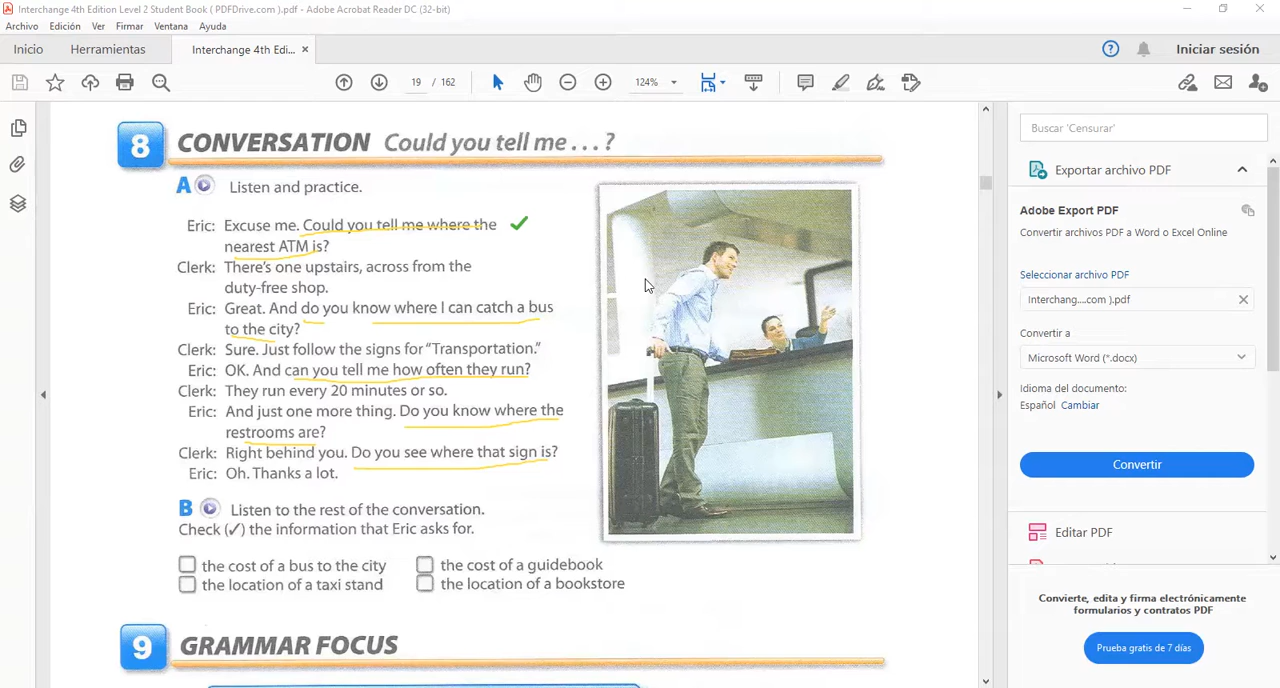 Interchange 4th Edition Level 2 Student Book ( PDFDrive.com ).pdf - Adobe Acrobat Reader DC (32-bit)
Archivo Edición Ver Firmar Ventana Ayuda
Inicio Herramientas Interchange 4th Edi... × Iniciar sesión
19 / 162 124%
8 CONVERSATION Could you tell me . . . ?
A Listen and practice.
Eric: Excuse me. Could you tell me where the
nearest ATM is?
Clerk: There's one upstairs, across from the
duty-free shop.
Eric: Great. And do you know where I can catch a bus
to the city?
Clerk: Sure. Just follow the signs for "Transportation."
Eric: OK. And can you tell me how often they run?
Clerk: They run every 20 minutes or so.
Eric: And just one more thing. Do you know where the
restrooms are?
Clerk: Right behind you. Do you see where that sign is?
Eric: Oh. Thanks a lot.
B Listen to the rest of the conversation.
Check (✓) the information that Eric asks for.
the cost of a bus to the city the cost of a guidebook
the location of a taxi stand the location of a bookstore
9 GRAMMAR FOCUS
Buscar 'Censurar'
Exportar archivo PDF
Adobe Export PDF
Convertir archivos PDF a Word o Excel Online
Seleccionar archivo PDF
Interchang....com ).pdf
Convertir a
Microsoft Word (*.docx)
Idioma del documento:
Español Cambiar
Convertir
Editar PDF
Convierte, edita y firma electrónicamente
formularios y contratos PDF
Prueba gratis de 7 días